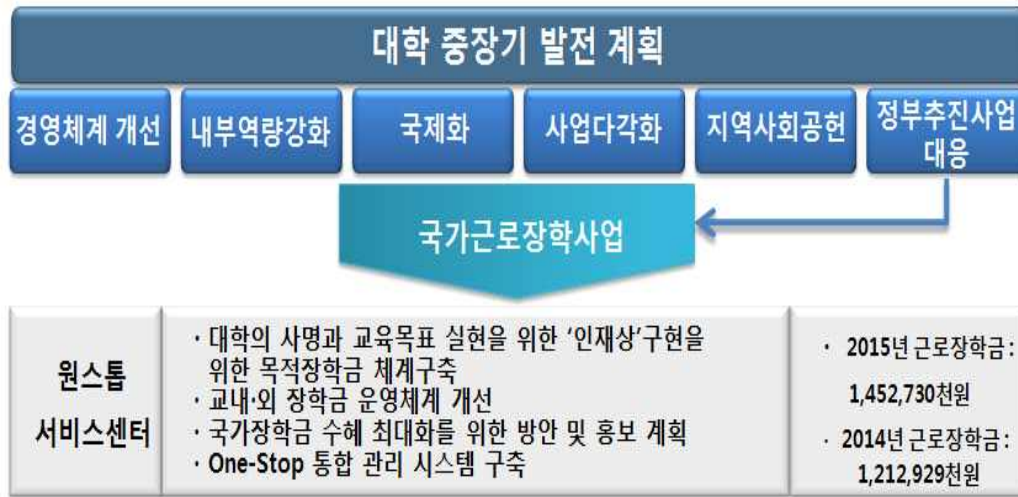 대학 중장기 발전 계획
경영체계 개선
내부역량강화
국제화
사업다각화
지역사회공헌
정부추진사업
대응
국가근로장학사업
원스톱
서비스센터
· 대학의 사명과 교육목표 실현을 위한 ‘인재상’구현을
위한 목적장학금 체계구축
· 교내·외 장학금 운영체계 개선
· 국가장학금 수혜 최대화를 위한 방안 및 홍보 계획
· One-Stop 통합 관리 시스템 구축
· 2015년 근로장학금 :
1,452,730천원
· 2014년 근로장학금 :
1,212,929천원